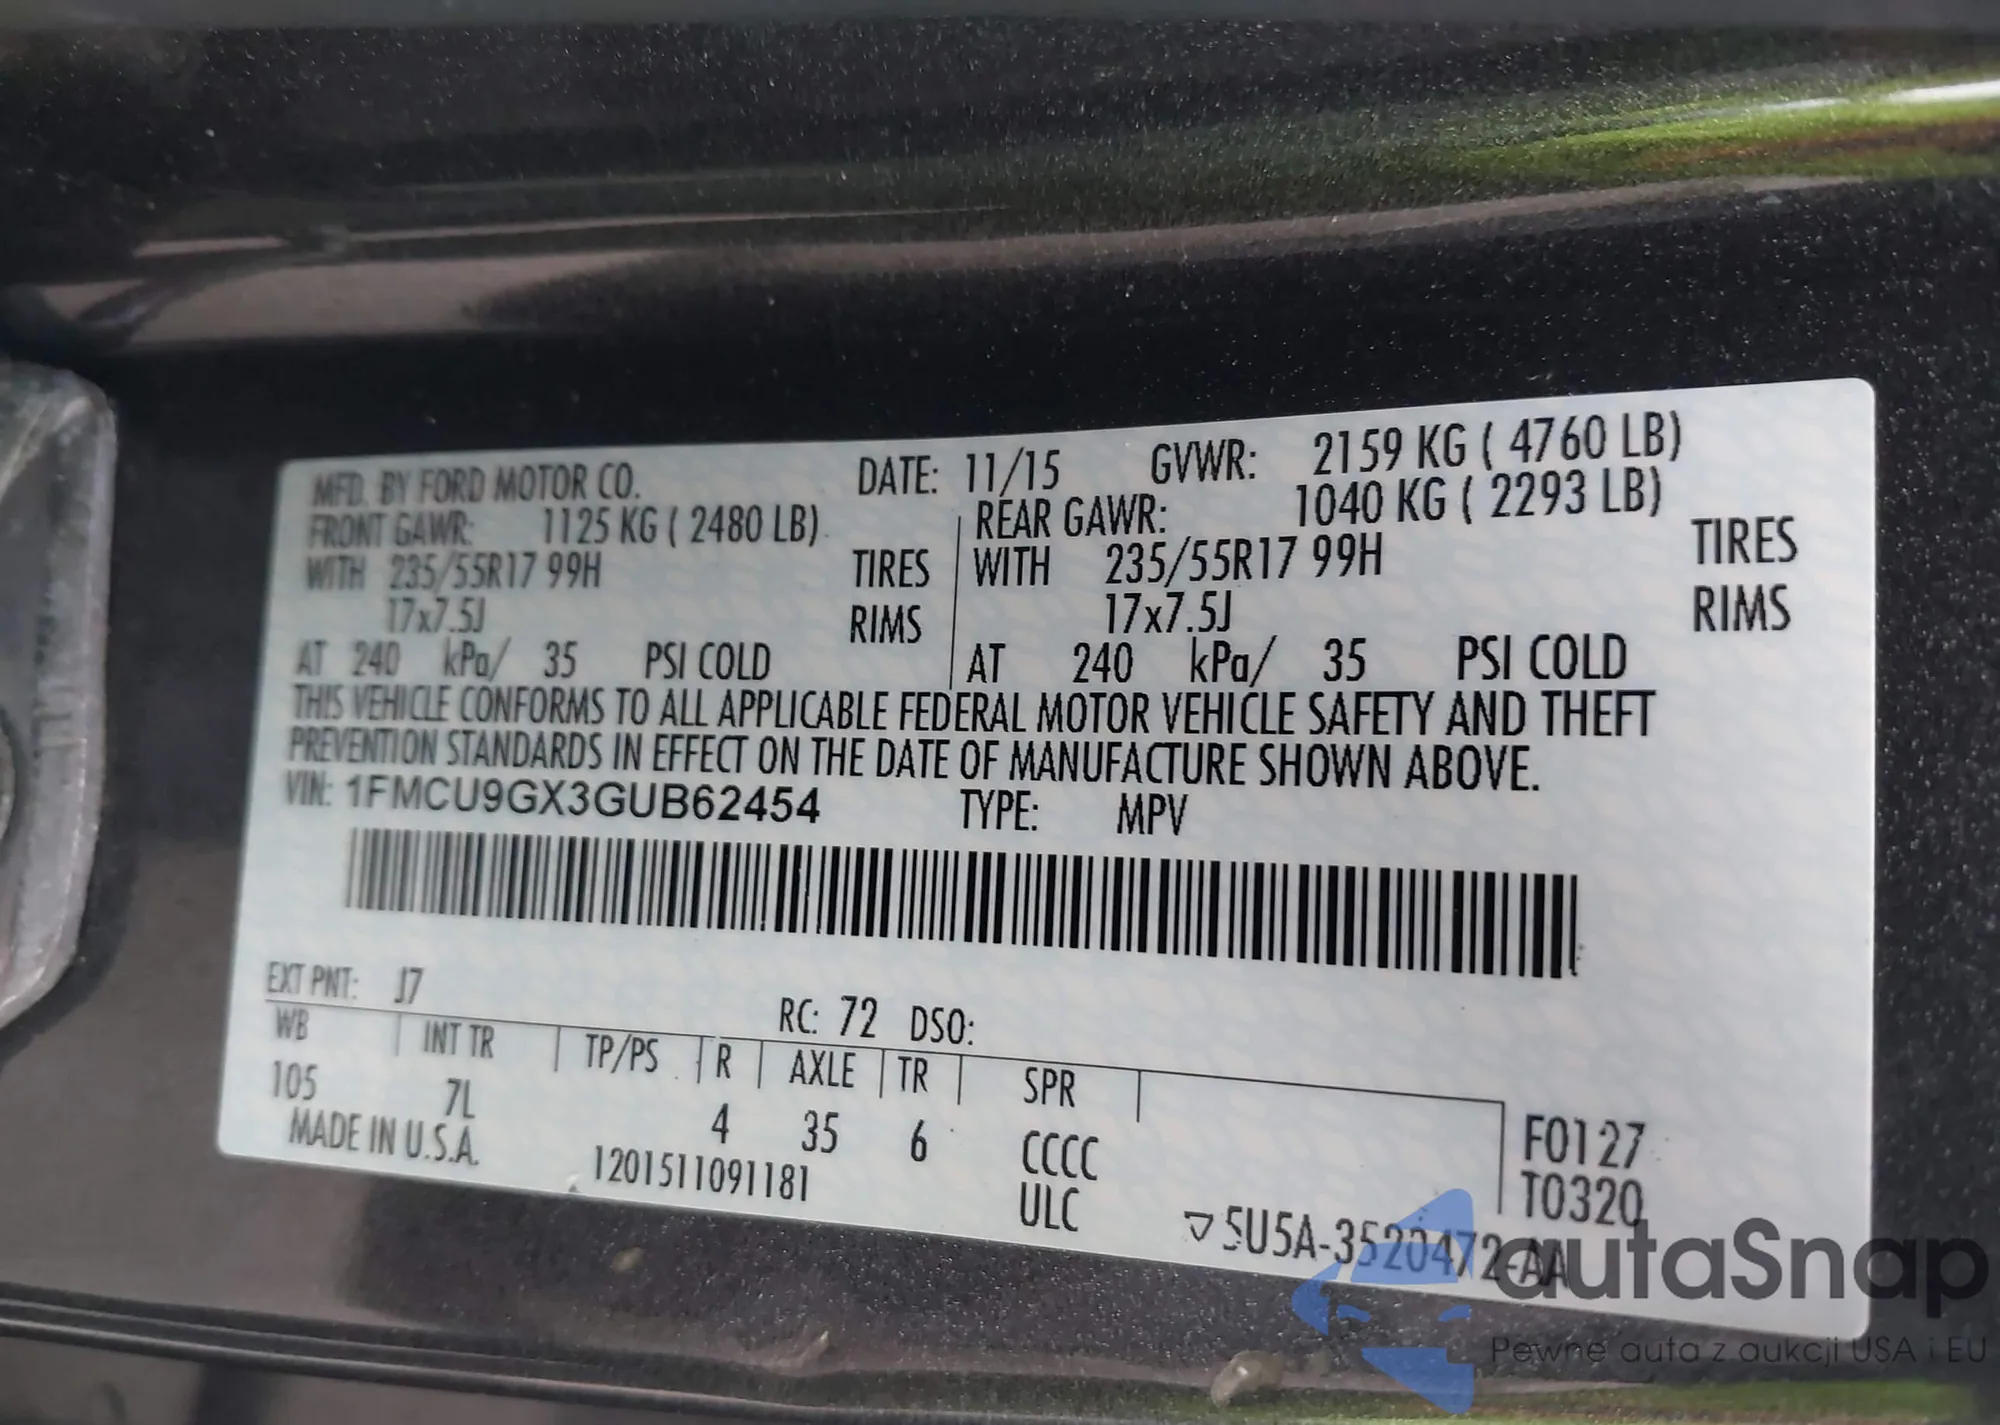 MFD. BY FORD MOTOR CO. DATE: 11/15 GVWR: 2159 KG ( 4760 LB)
FRONT GAWR: 1125 KG ( 2480 LB) REAR GAWR: 1040 KG ( 2293 LB)
WITH 235/55R17 99H TIRES WITH 235/55R17 99H TIRES
17x7.5J RIMS 17x7.5J RIMS
AT 240 kPa/ 35 PSI COLD AT 240 kPa/ 35 PSI COLD
THIS VEHICLE CONFORMS TO ALL APPLICABLE FEDERAL MOTOR VEHICLE SAFETY AND THEFT
PREVENTION STANDARDS IN EFFECT ON THE DATE OF MANUFACTURE SHOWN ABOVE.
VIN: 1FMCU9GX3GUB62454 TYPE: MPV
EXT PNT: J7 RC: 72 DSO:
WB INT TR TP/PS R AXLE TR SPR
105 7L 4 35 6 CCCC F0127
MADE IN U.S.A. 1201511091181 ULC T0320
▽5U5A-3520472-AA
autaSnap
Pewne auta z aukcji USA i EU